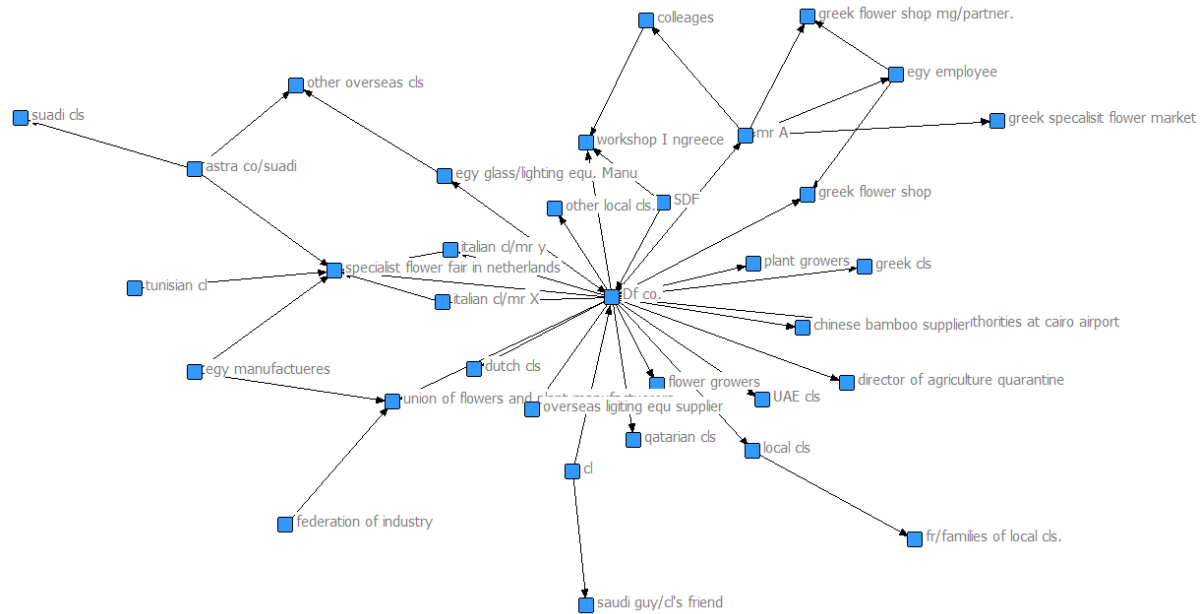 greek flower shop mg/partner.
colleages
egy employee
other overseas cls
suadi cls
greek specalisit flower market
mr A
workshop I ngreece
astra co/suadi
egy glass/lighting equ. Manu
greek flower shop
SDF
other local cls.
italian cl/mr y
plant growers
greek cls
specialist flower fair in netherlands
tunisian cl
italian cl/mr X
Df co.
chinese bamboo supplier
thorities at cairo airport
dutch cls
egy manufactueres
flower growers
director of agriculture quarantine
UAE cls
union of flowers and
overseas ligiting equ supplier
qatarian cls
local cls
cl
federation of industry
fr/families of local cls.
saudi guy/cl's friend